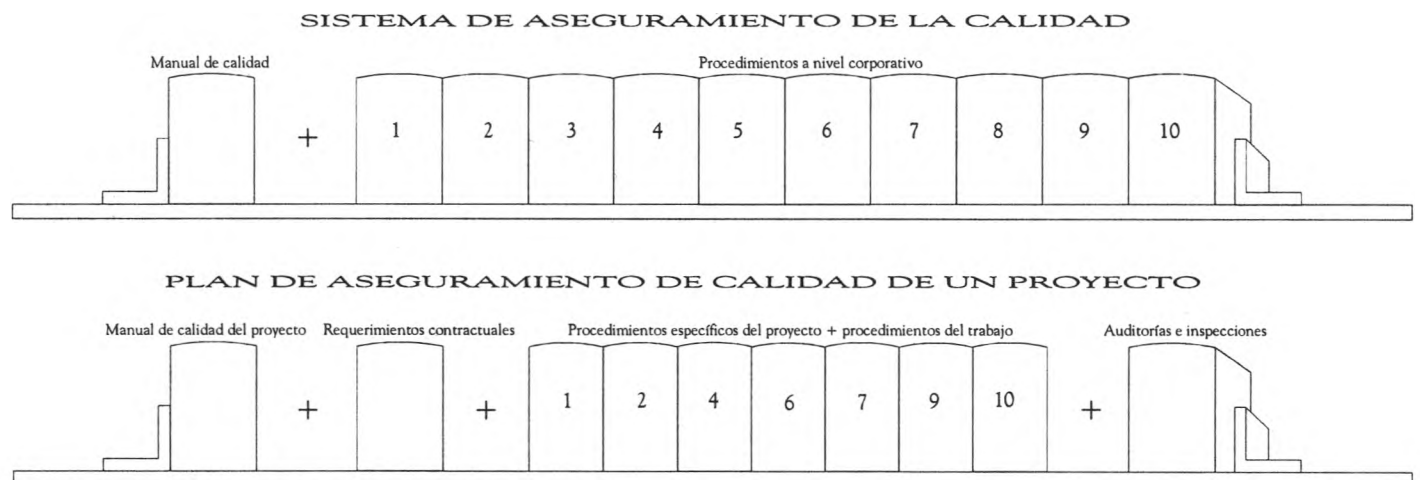 SISTEMA DE ASEGURAMIENTO DE LA CALIDAD
Manual de calidad Procedimientos a nivel corporativo
+ 1 2 3 4 5 6 7 8 9 10
PLAN DE ASEGURAMIENTO DE CALIDAD DE UN PROYECTO
Manual de calidad del proyecto Requerimientos contractuales Procedimientos específicos del proyecto + procedimientos del trabajo Auditorías e inspecciones
+ + 1 2 4 6 7 9 10 +